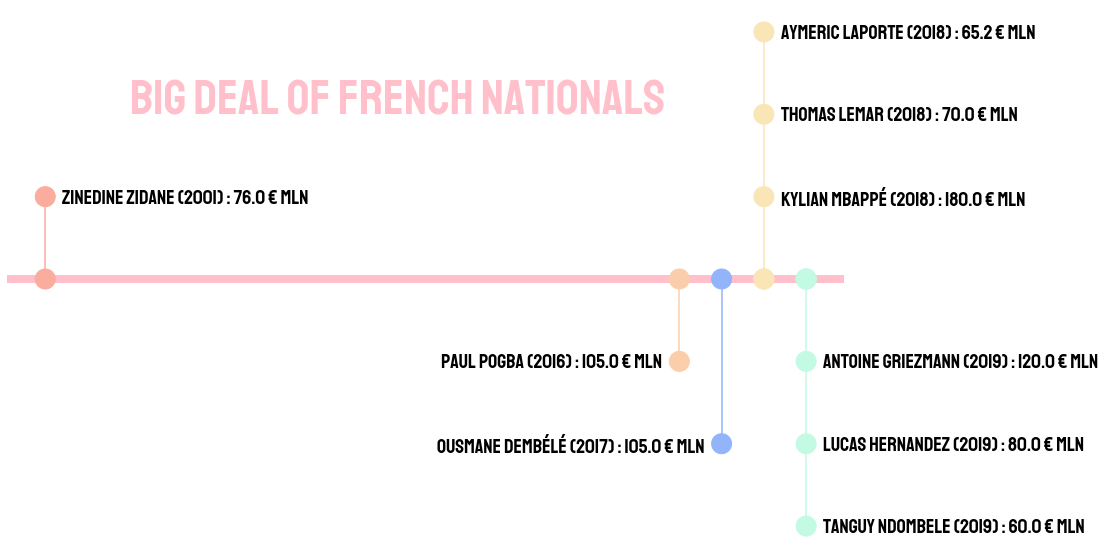 AYMERIC LAPORTE (2018) : 65.2 € MLN
BIG DEAL OF FRENCH NATIONALS
THOMAS LEMAR (2018) : 70.0 € MLN
ZINEDINE ZIDANE (2001) : 76.0 € MLN
KYLIAN MBAPPÉ (2018) : 180.0 € MLN
PAUL POGBA (2016) : 105.0 € MLN
ANTOINE GRIEZMANN (2019) : 120.0 € MLN
OUSMANE DEMBÉLÉ (2017) : 105.0 € MLN
LUCAS HERNANDEZ (2019) : 80.0 € MLN
TANGUY NDOMBELE (2019) : 60.0 € MLN